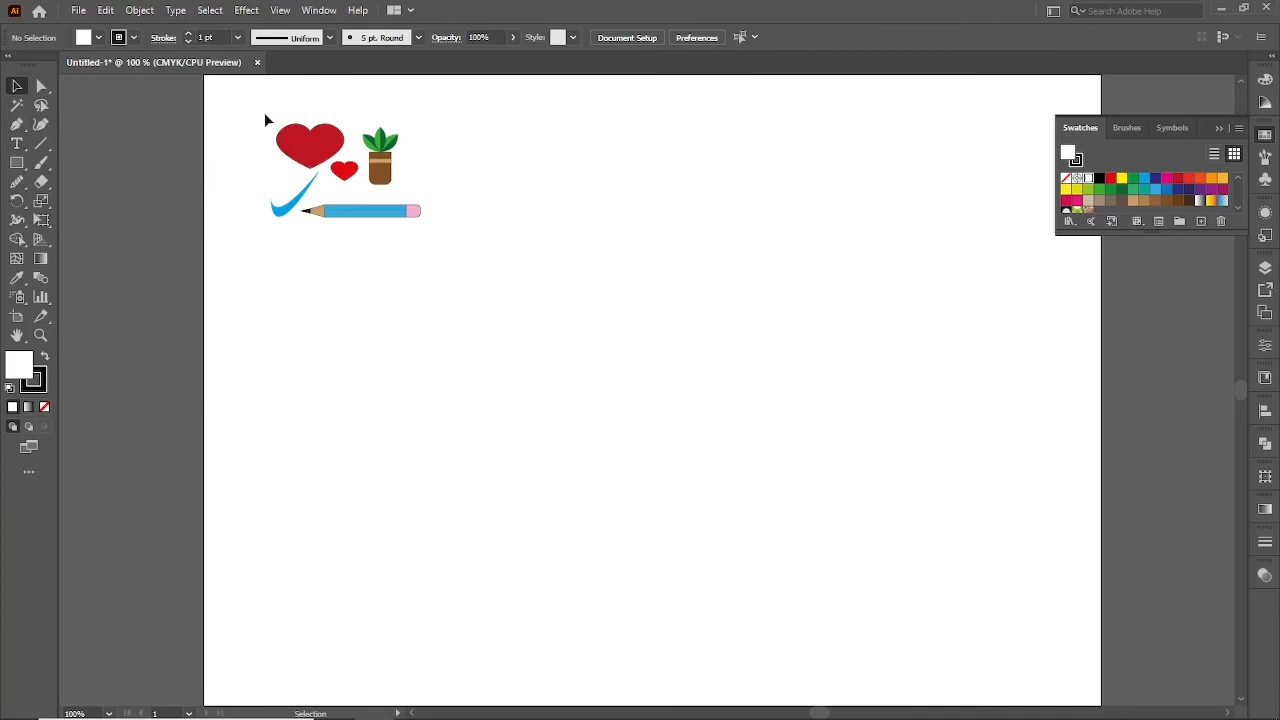 Ai File Edit Object Type Select Effect View Window Help Search Adobe Help
No Selection Stroke: 1 pt Uniform 5 pt. Round Opacity: 100% Style: Document Setup Preferences
Untitled-1* @ 100 % (CMYK/CPU Preview)
Swatches Brushes Symbols
100% 1 Selection